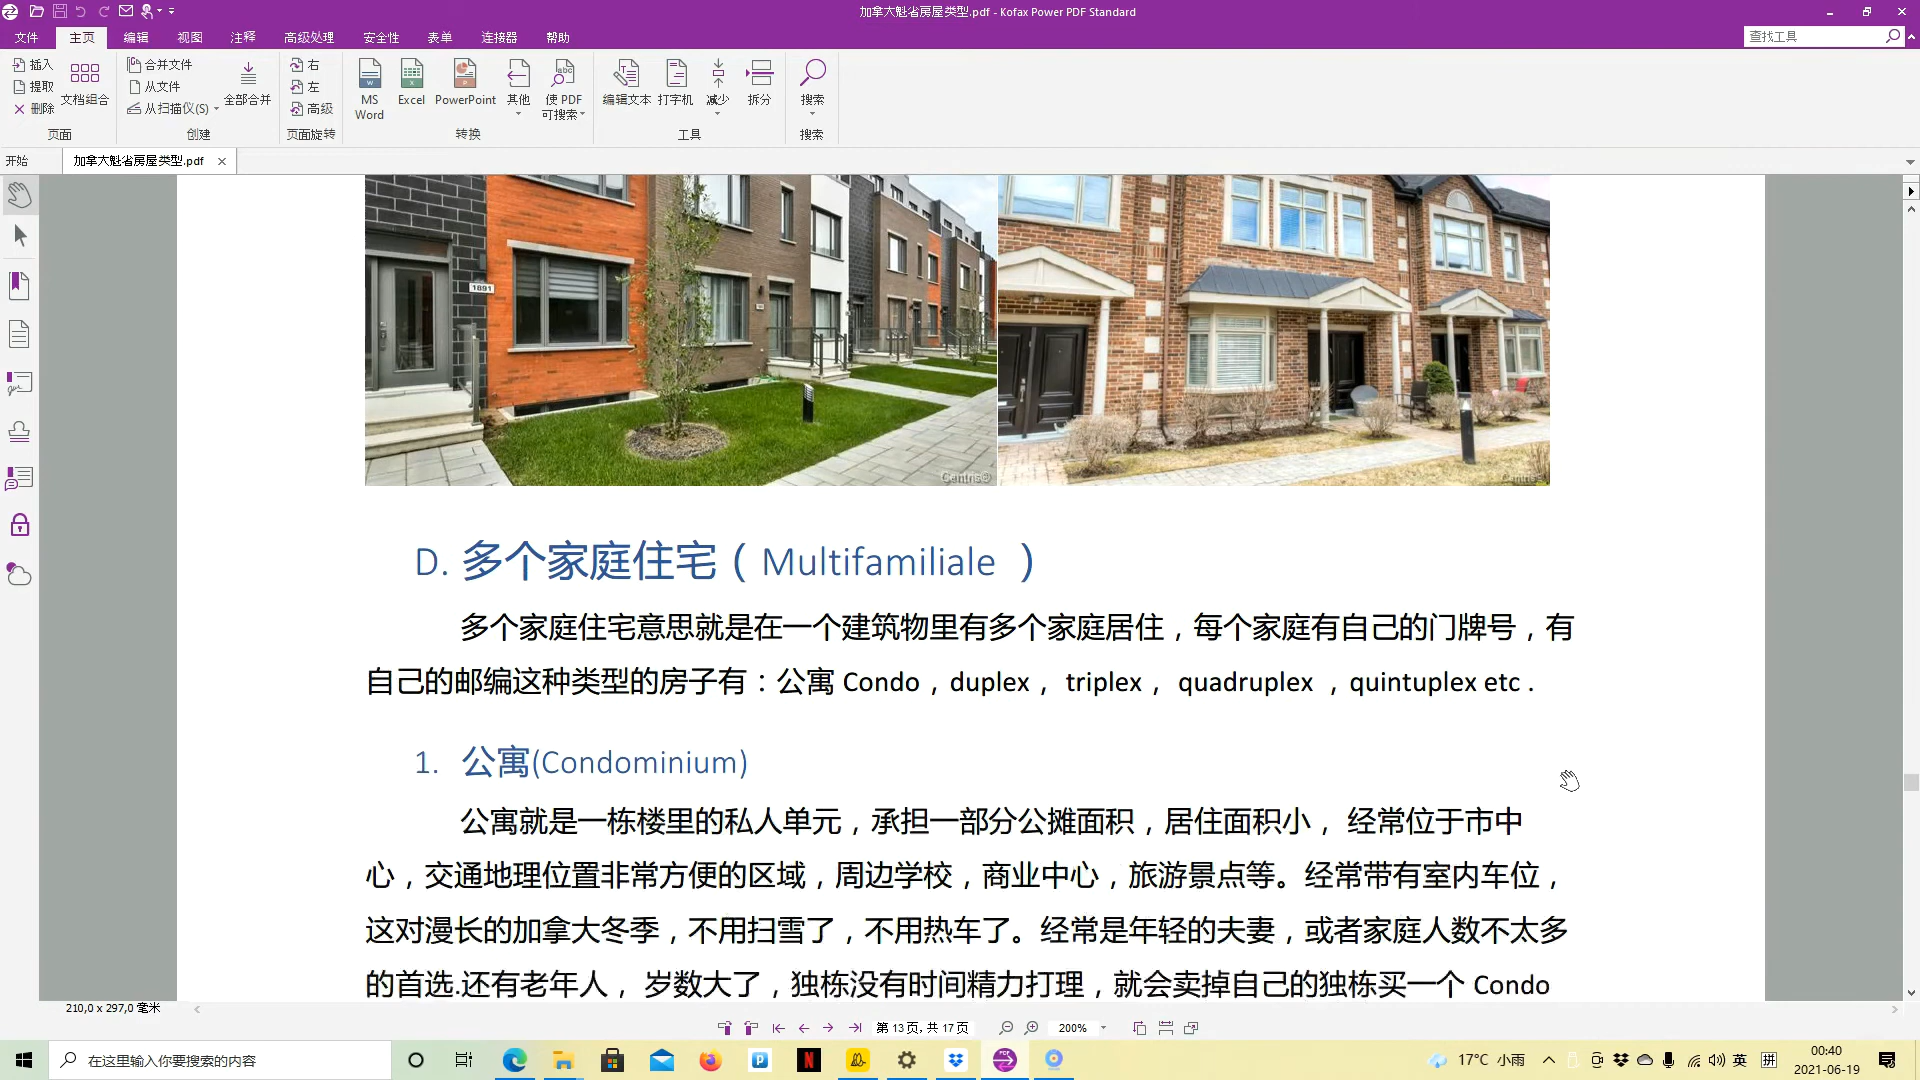 加拿大魁省房屋类型.pdf - Kofax Power PDF Standard
文件 主页 编辑 视图 注释 高级处理 安全性 表单 连接器 帮助
查找工具
插入
提取
删除
文档组合
页面
合并文件
从文件
从扫描仪(S)
全部合并
创建
右
左
高级
页面旋转
MS Word
Excel
PowerPoint
其他
使 PDF 可搜索
转换
编辑文本
打字机
减少
拆分
工具
搜索
搜索
开始
加拿大魁省房屋类型.pdf
1891
Centris®
Centris®
D. 多个家庭住宅（Multifamiliale ）
多个家庭住宅意思就是在一个建筑物里有多个家庭居住，每个家庭有自己的门牌号，有
自己的邮编这种类型的房子有：公寓 Condo，duplex， triplex， quadruplex ，quintuplex etc .
1. 公寓(Condominium)
公寓就是一栋楼里的私人单元，承担一部分公摊面积，居住面积小， 经常位于市中
心，交通地理位置非常方便的区域，周边学校，商业中心，旅游景点等。经常带有室内车位，
这对漫长的加拿大冬季，不用扫雪了，不用热车了。经常是年轻的夫妻，或者家庭人数不太多
的首选.还有老年人， 岁数大了，独栋没有时间精力打理，就会卖掉自己的独栋买一个 Condo
210,0 x 297,0 毫米
第 13 页, 共 17 页
200%
在这里输入你要搜索的内容
17°C 小雨
英
拼
00:40
2021-06-19